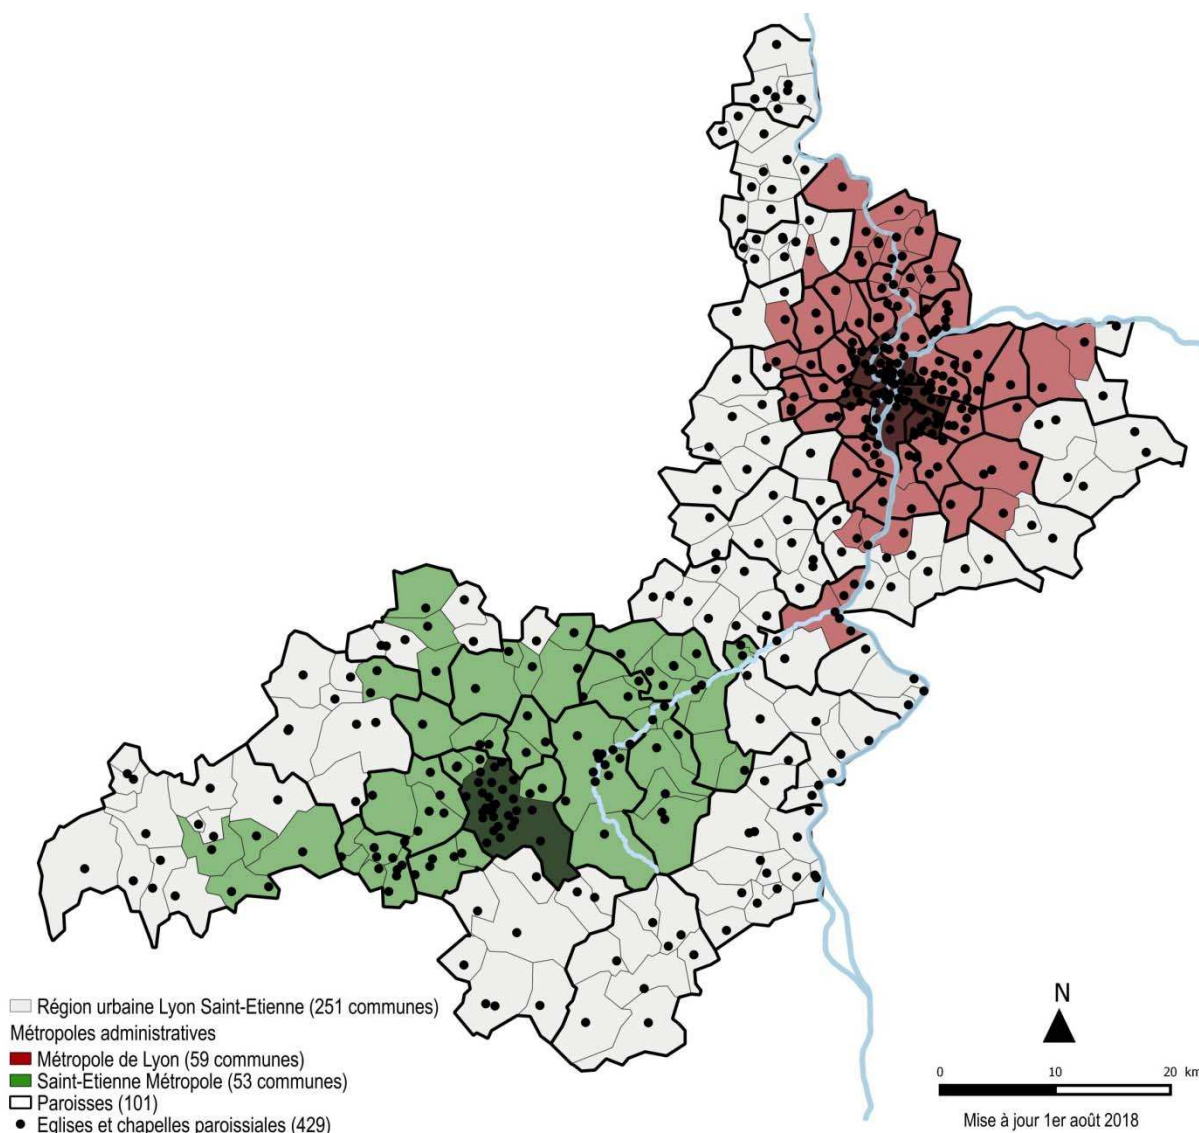 Région urbaine Lyon Saint-Etienne (251 communes)
Métropoles administratives
Métropole de Lyon (59 communes)
Saint-Etienne Métropole (53 communes)
Paroisses (101)
Eglises et chapelles paroissiales (429)
N
0 10 20 km
Mise à jour 1er août 2018